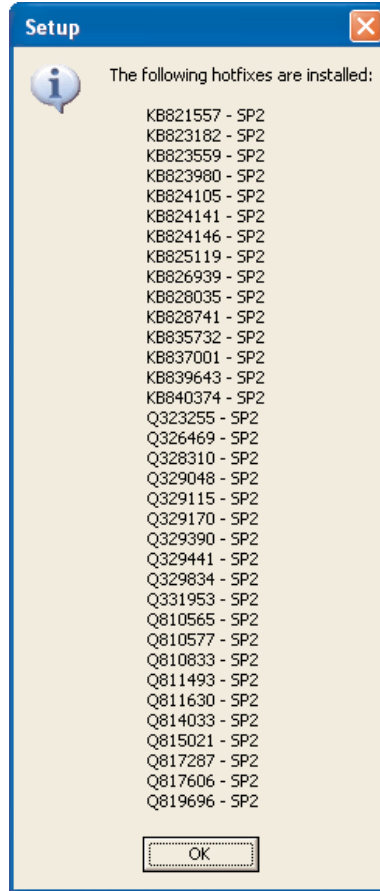 Setup
The following hotfixes are installed:
KB821557 - SP2
KB823182 - SP2
KB823559 - SP2
KB823980 - SP2
KB824105 - SP2
KB824141 - SP2
KB824146 - SP2
KB825119 - SP2
KB826939 - SP2
KB828035 - SP2
KB828741 - SP2
KB835732 - SP2
KB837001 - SP2
KB839643 - SP2
KB840374 - SP2
Q323255 - SP2
Q326469 - SP2
Q328310 - SP2
Q329048 - SP2
Q329115 - SP2
Q329170 - SP2
Q329390 - SP2
Q329441 - SP2
Q329834 - SP2
Q331953 - SP2
Q810565 - SP2
Q810577 - SP2
Q810833 - SP2
Q811493 - SP2
Q811630 - SP2
Q814033 - SP2
Q815021 - SP2
Q817287 - SP2
Q817606 - SP2
Q819696 - SP2
OK